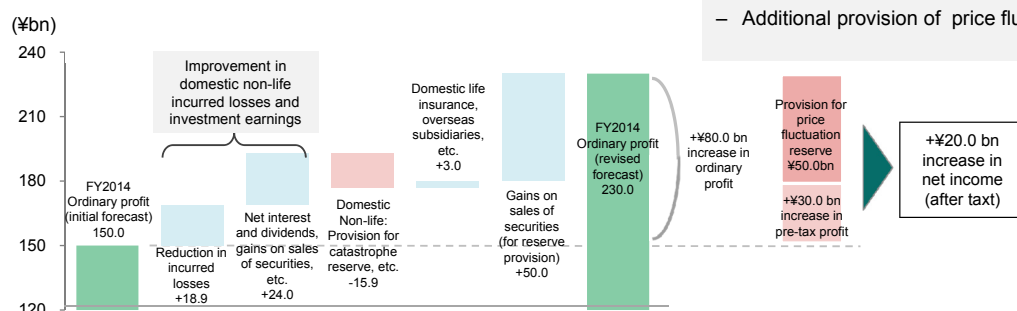 (¥bn)
– Additional provision of price flu
240
210
180
150
120
Improvement in
domestic non-life
incurred losses and
investment earnings
FY2014
Ordinary profit
(initial forecast)
150.0
Reduction in
incurred
losses
+18.9
Net interest
and dividends,
gains on sales
of securities,
etc.
+24.0
Domestic
Non-life:
Provision for
catastrophe
reserve, etc.
-15.9
Domestic life
insurance,
overseas
subsidiaries,
etc.
+3.0
Gains on
sales of
securities
(for reserve
provision)
+50.0
FY2014
Ordinary profit
(revised
forecast)
230.0
+¥80.0 bn
increase in
ordinary
profit
Provision for
price
fluctuation
reserve
¥50.0bn
+¥30.0 bn
increase in
pre-tax profit
+¥20.0 bn
increase in
net income
(after taxt)